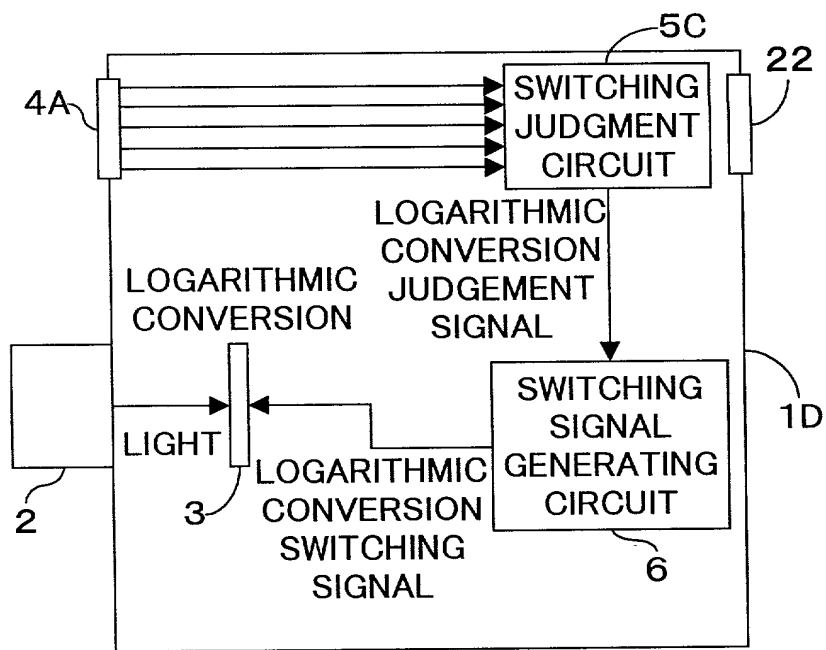 5C
22
4A
SWITCHING
JUDGMENT
CIRCUIT
LOGARITHMIC
CONVERSION
JUDGEMENT
SIGNAL
LOGARITHMIC
CONVERSION
SWITCHING
SIGNAL
GENERATING
CIRCUIT
1D
LIGHT
2
3
LOGARITHMIC
CONVERSION
SWITCHING
SIGNAL
6